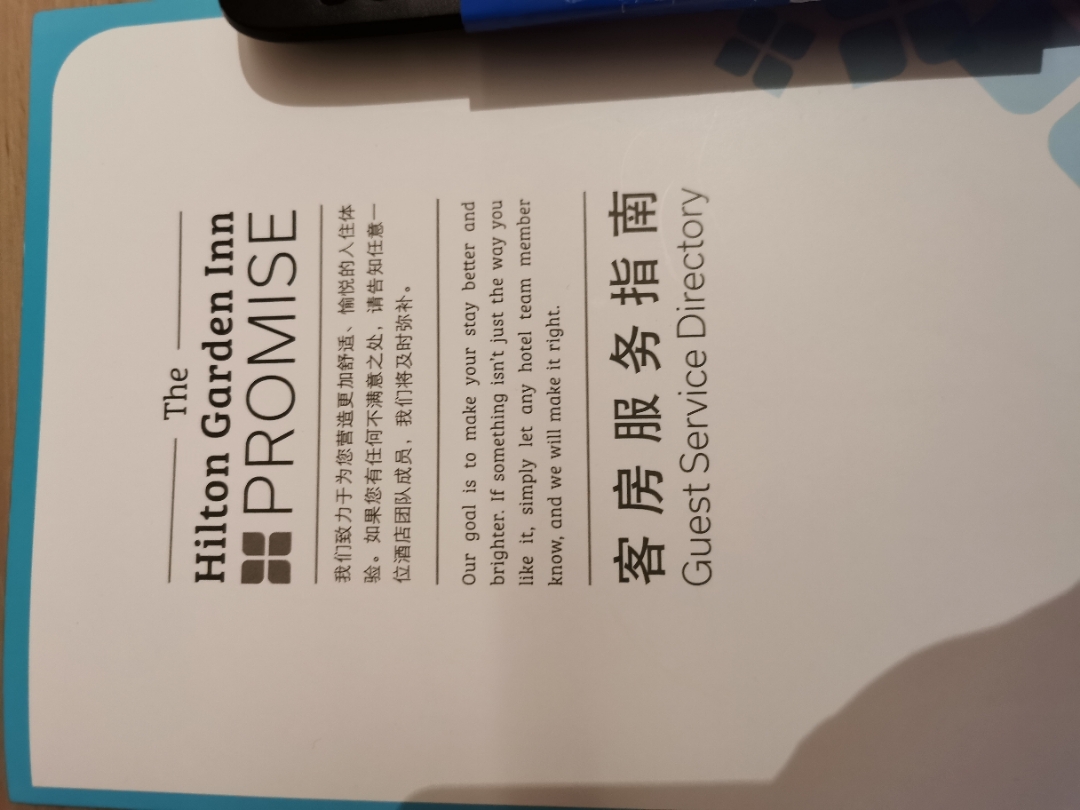 The
Hilton Garden Inn
PROMISE
我们致力于为您营造更加舒适、愉悦的入住体
验。如果您有任何不满意之处，请告知任意一
位酒店团队成员，我们将及时弥补。
Our goal is to make your stay better and
brighter. If something isn't just the way you
like it, simply let any hotel team member
know, and we will make it right.
客房服务指南
Guest Service Directory